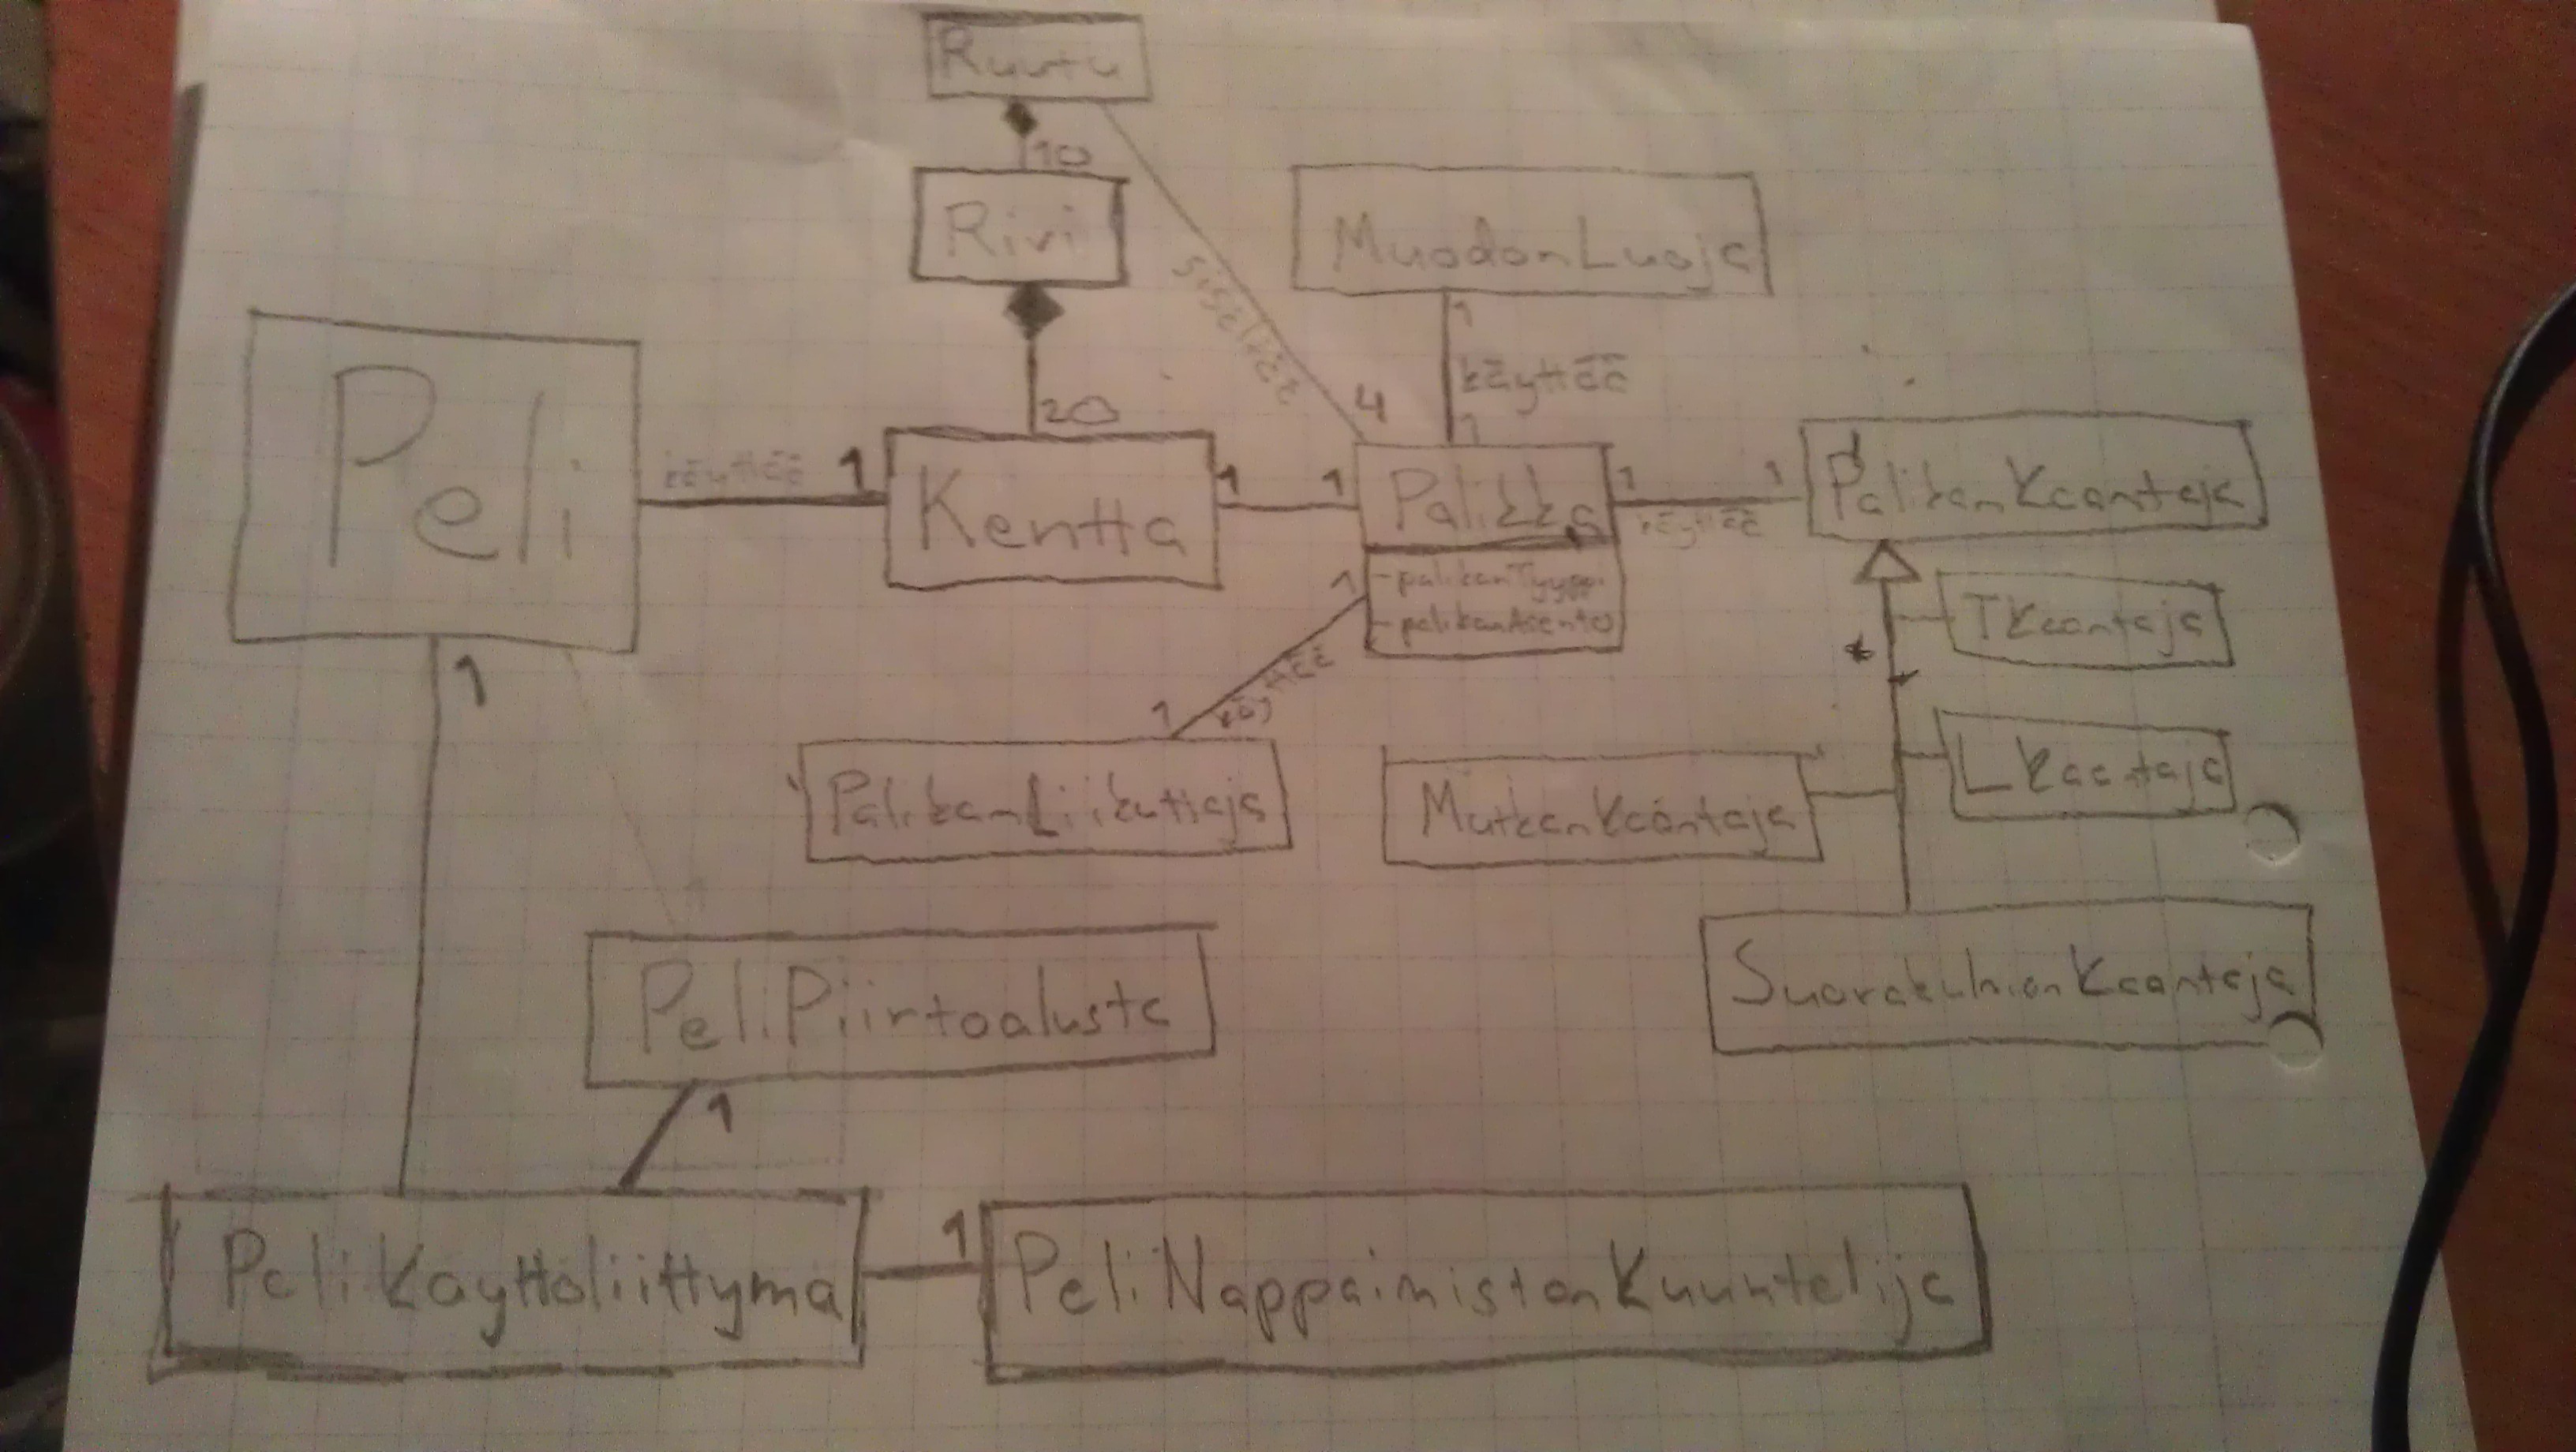 Ruutu
10
Rivi
MuodonLuoja
1
sisältää
käyttää
20
4
1
Peli
käyttää
1
Kentta
1
1
Palikka
1
käyttää
1
PalikanKaantaja
-palikanTyyppi
-palikanAsento
1
käyttää
1
TKaantaja
*
1
PalikanLiikuttaja
MutkanKaantaja
LKaantaja
1
PeliPiirtoalusta
SuorakulmionKaantaja
1
PeliKayttoliittyma
1
PeliNappaimistonKuuntelija